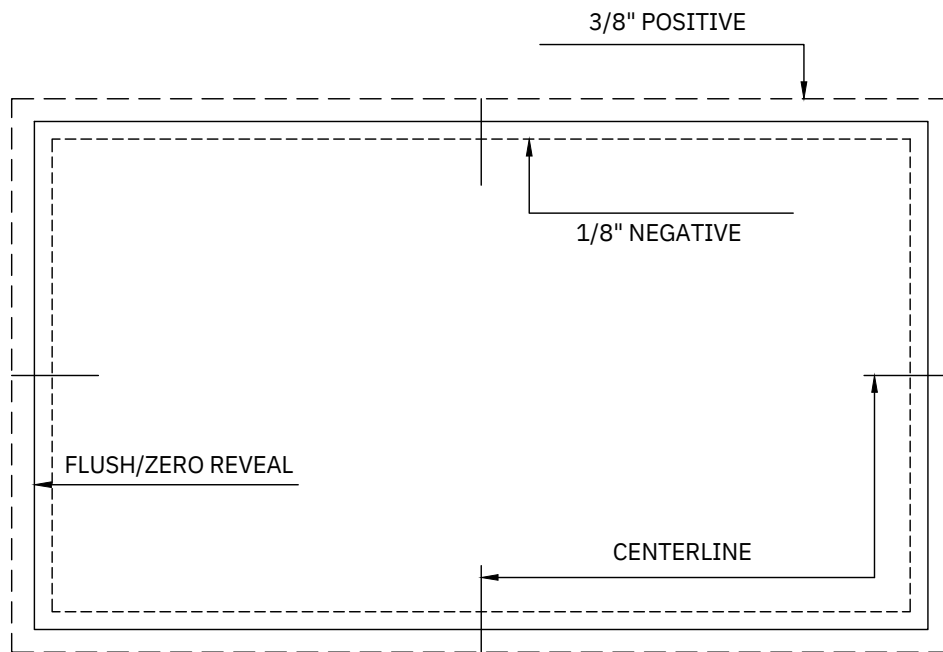 3/8" POSITIVE
1/8" NEGATIVE
FLUSH/ZERO REVEAL
CENTERLINE